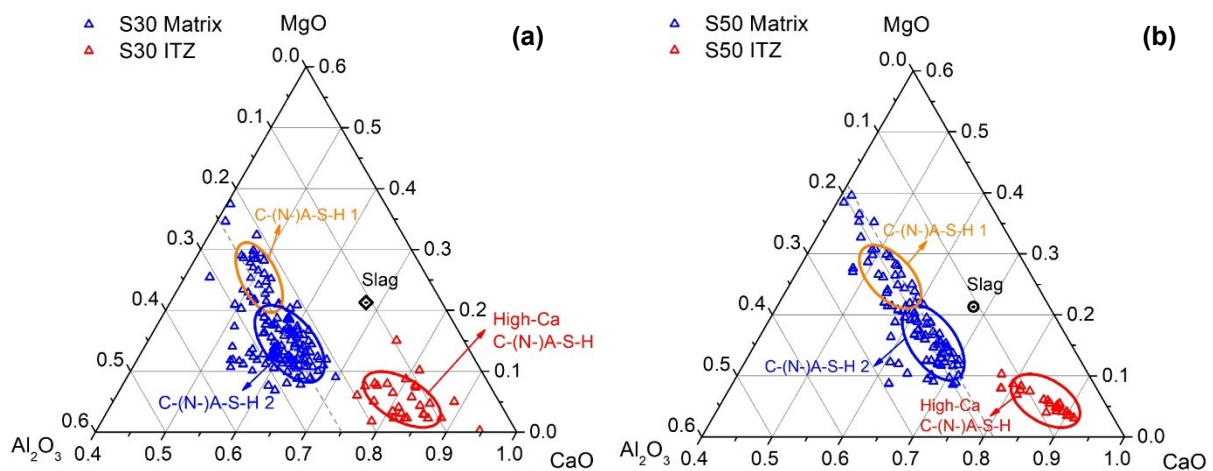 S30 Matrix
S30 ITZ
MgO
(a)
0.0
0.6
0.1
0.5
0.2
0.4
C-(N-)A-S-H 1
0.3
0.3
Slag
0.4
0.2
High-Ca
C-(N-)A-S-H
0.5
0.1
C-(N-)A-S-H 2
0.6
0.0
Al₂O₃
0.4
0.5
0.6
0.7
0.8
0.9
1.0
CaO
S50 Matrix
S50 ITZ
MgO
(b)
0.0
0.6
0.1
0.5
0.2
0.4
C-(N-)A-S-H 1
0.3
0.3
Slag
0.4
0.2
C-(N-)A-S-H 2
0.5
0.1
High-Ca
C-(N-)A-S-H
0.6
0.0
Al₂O₃
0.4
0.5
0.6
0.7
0.8
0.9
1.0
CaO